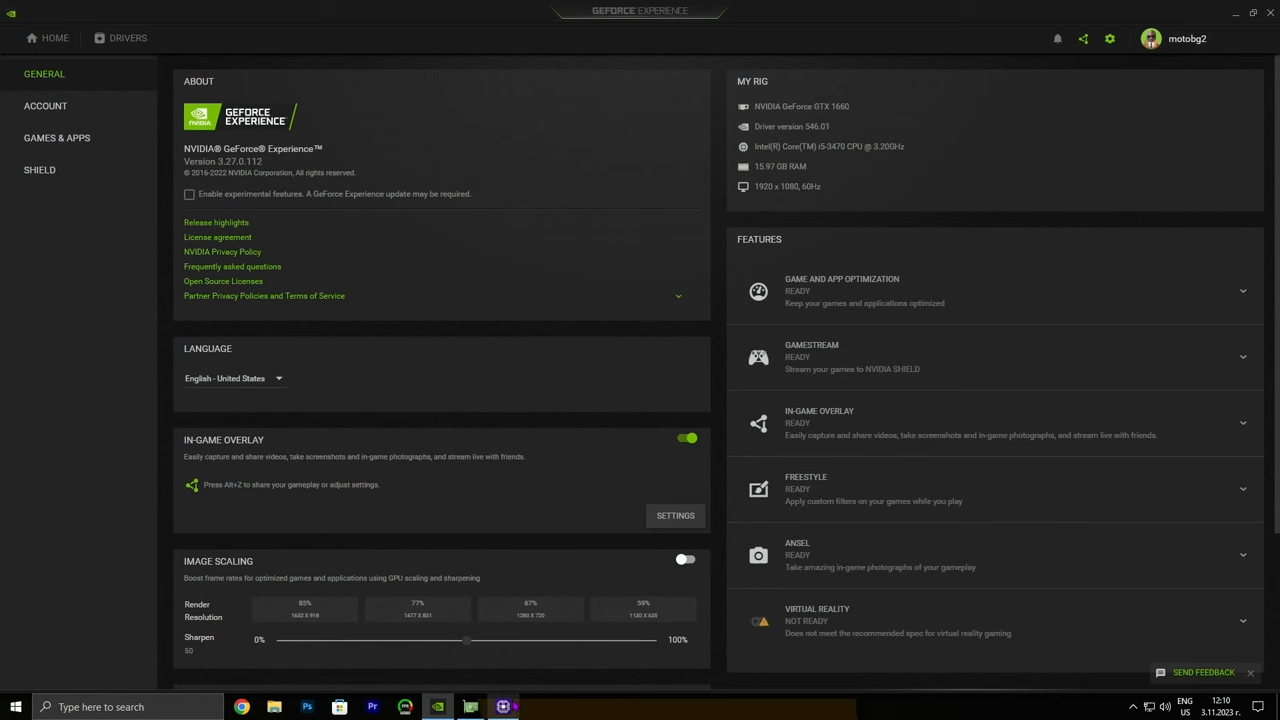 GEFORCE EXPERIENCE
HOME
DRIVERS
motobg2
GENERAL
ACCOUNT
GAMES & APPS
SHIELD
ABOUT
NVIDIA
GEFORCE
EXPERIENCE
NVIDIA® GeForce® Experience™
Version 3.27.0.112
© 2016-2022 NVIDIA Corporation, All rights reserved.
Enable experimental features. A GeForce Experience update may be required.
Release highlights
License agreement
NVIDIA Privacy Policy
Frequently asked questions
Open Source Licenses
Partner Privacy Policies and Terms of Service
LANGUAGE
English - United States
IN-GAME OVERLAY
Easily capture and share videos, take screenshots and in-game photographs, and stream live with friends.
Press Alt+Z to share your gameplay or adjust settings.
SETTINGS
IMAGE SCALING
Boost frame rates for optimized games and applications using GPU scaling and sharpening
Render
Resolution
85%
1632 X 918
77%
1477 X 831
67%
1280 X 720
59%
1130 X 635
Sharpen
50
0%
100%
MY RIG
NVIDIA GeForce GTX 1660
Driver version 546.01
Intel(R) Core(TM) i5-3470 CPU @ 3.20GHz
15.97 GB RAM
1920 x 1080, 60Hz
FEATURES
GAME AND APP OPTIMIZATION
READY
Keep your games and applications optimized
GAMESTREAM
READY
Stream your games to NVIDIA SHIELD
IN-GAME OVERLAY
READY
Easily capture and share videos, take screenshots and in-game photographs, and stream live with friends.
FREESTYLE
READY
Apply custom filters on your games while you play
ANSEL
READY
Take amazing in-game photographs of your gameplay
VIRTUAL REALITY
NOT READY
Does not meet the recommended spec for virtual reality gaming
SEND FEEDBACK
Type here to search
Ps
Pr
ENG
US
12:10
3.11.2023 г.